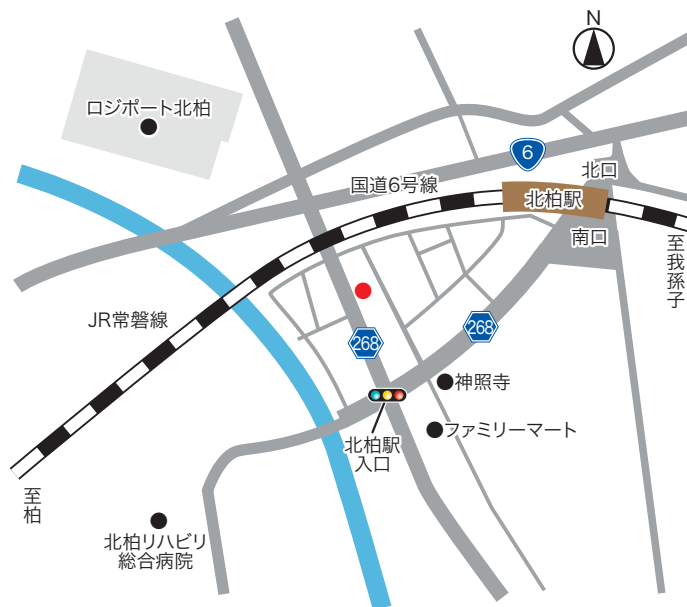 N
ロジポート北柏
6
北口
国道6号線
北柏駅
南口
至我孫子
JR常磐線
268
268
神照寺
北柏駅
入口
ファミリーマート
至柏
北柏リハビリ
総合病院